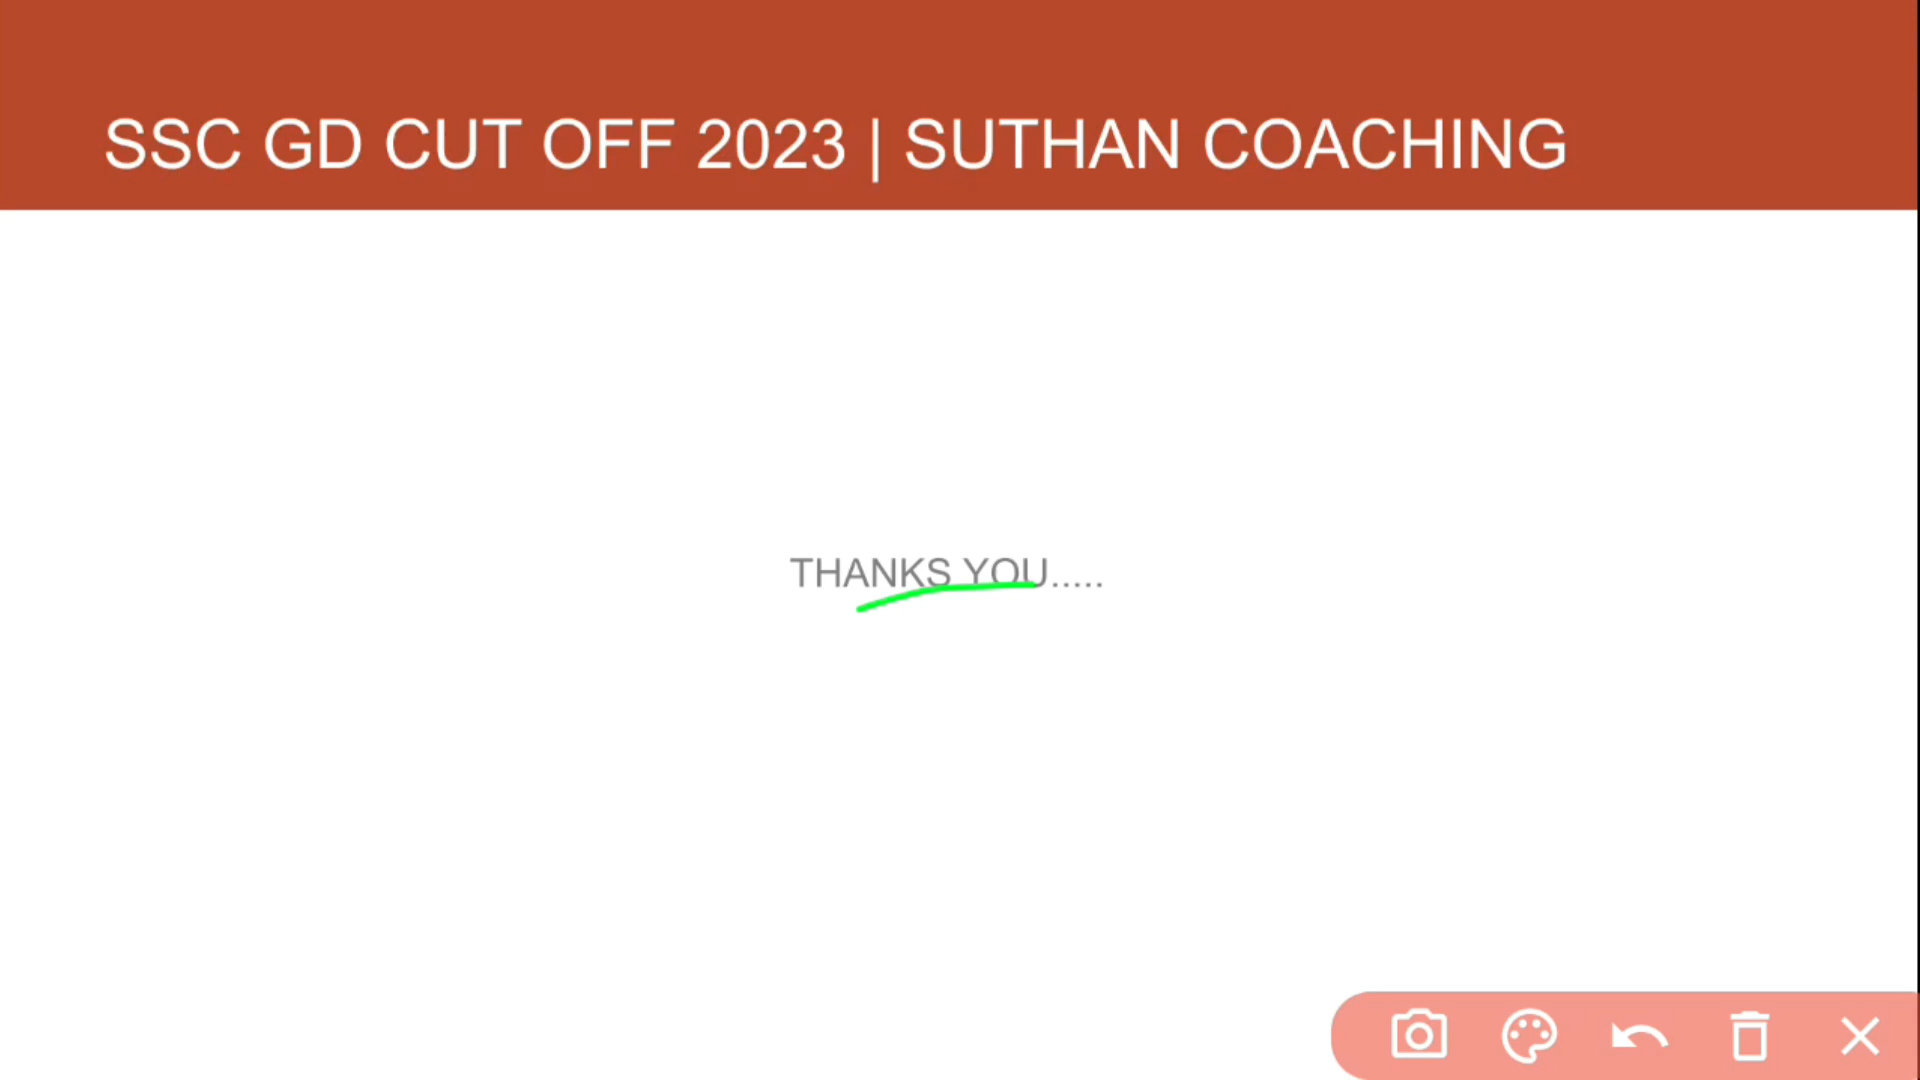 SSC GD CUT OFF 2023 | SUTHAN COACHING
THANKS YOU.....